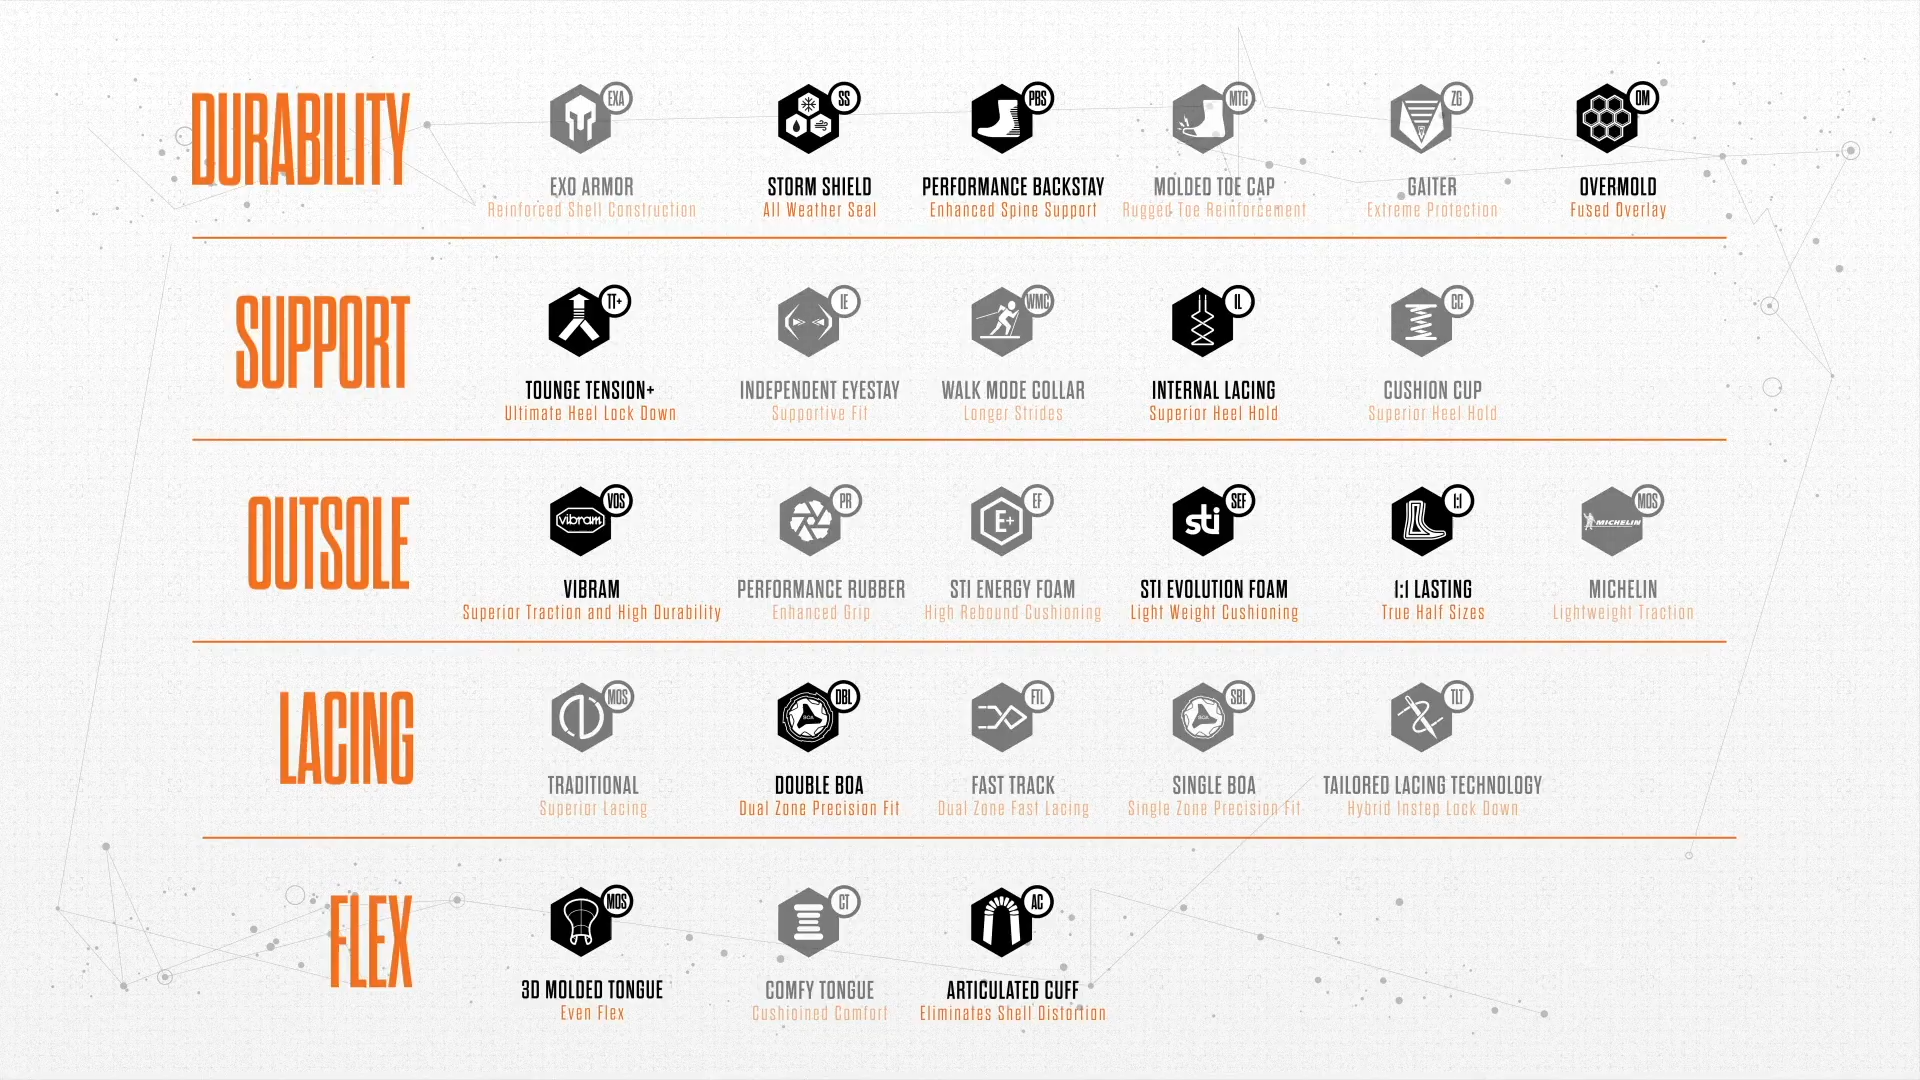 DURABILITY
EXA
SS
PBS
MTC
ZG
OM
EXO ARMOR
Reinforced Shell Construction
STORM SHIELD
All Weather Seal
PERFORMANCE BACKSTAY
Enhanced Spine Support
MOLDED TOE CAP
Rugged Toe Reinforcement
GAITER
Extreme Protection
OVERMOLD
Fused Overlay
SUPPORT
TT+
IE
WMC
IL
CC
TOUNGE TENSION+
Ultimate Heel Lock Down
INDEPENDENT EYESTAY
Supportive Fit
WALK MODE COLLAR
Longer Strides
INTERNAL LACING
Superior Heel Hold
CUSHION CUP
Superior Heel Hold
OUTSOLE
vibram
VOS
PR
E+
EF
sti
SEF
1:1
MICHELIN
MOS
VIBRAM
Superior Traction and High Durability
PERFORMANCE RUBBER
Enhanced Grip
STI ENERGY FOAM
High Rebound Cushioning
STI EVOLUTION FOAM
Light Weight Cushioning
1:1 LASTING
True Half Sizes
MICHELIN
Lightweight Traction
LACING
MOS
BOA
DBL
FTL
BOA
SBL
TLT
TRADITIONAL
Superior Lacing
DOUBLE BOA
Dual Zone Precision Fit
FAST TRACK
Dual Zone Fast Lacing
SINGLE BOA
Single Zone Precision Fit
TAILORED LACING TECHNOLOGY
Hybrid Instep Lock Down
FLEX
MOS
CT
AC
3D MOLDED TONGUE
Even Flex
COMFY TONGUE
Cushioined Comfort
ARTICULATED CUFF
Eliminates Shell Distortion